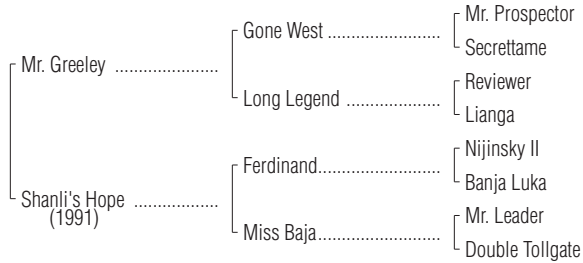 Mr. Prospector
Gone West
Secrettame
Mr. Greeley
Reviewer
Long Legend
Lianga
Nijinsky II
Ferdinand
Banja Luka
Shanli's Hope
(1991)
Mr. Leader
Miss Baja
Double Tollgate